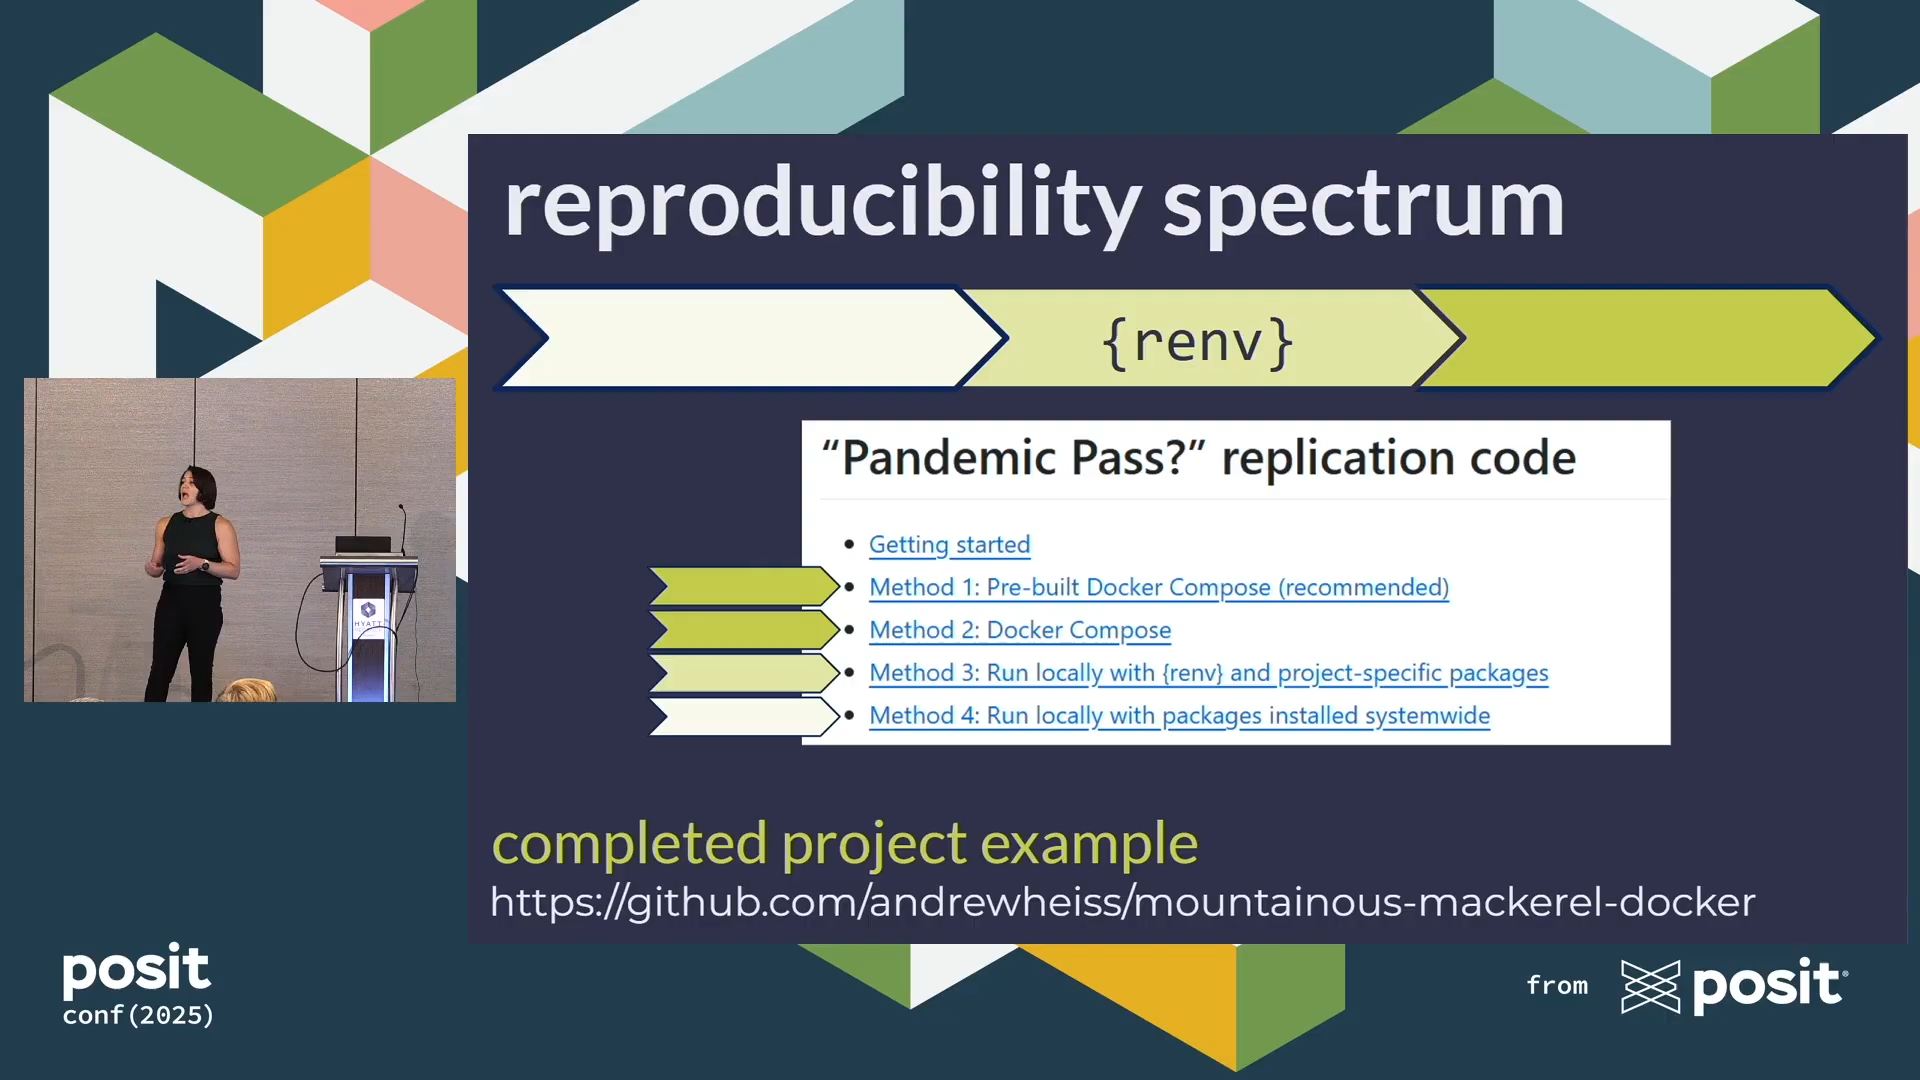 reproducibility spectrum
{renv}
“Pandemic Pass?” replication code
• Getting started
• Method 1: Pre-built Docker Compose (recommended)
• Method 2: Docker Compose
• Method 3: Run locally with {renv} and project-specific packages
• Method 4: Run locally with packages installed systemwide
completed project example
https://github.com/andrewheiss/mountainous-mackerel-docker
HYATT
posit
conf(2025)
from
posit®